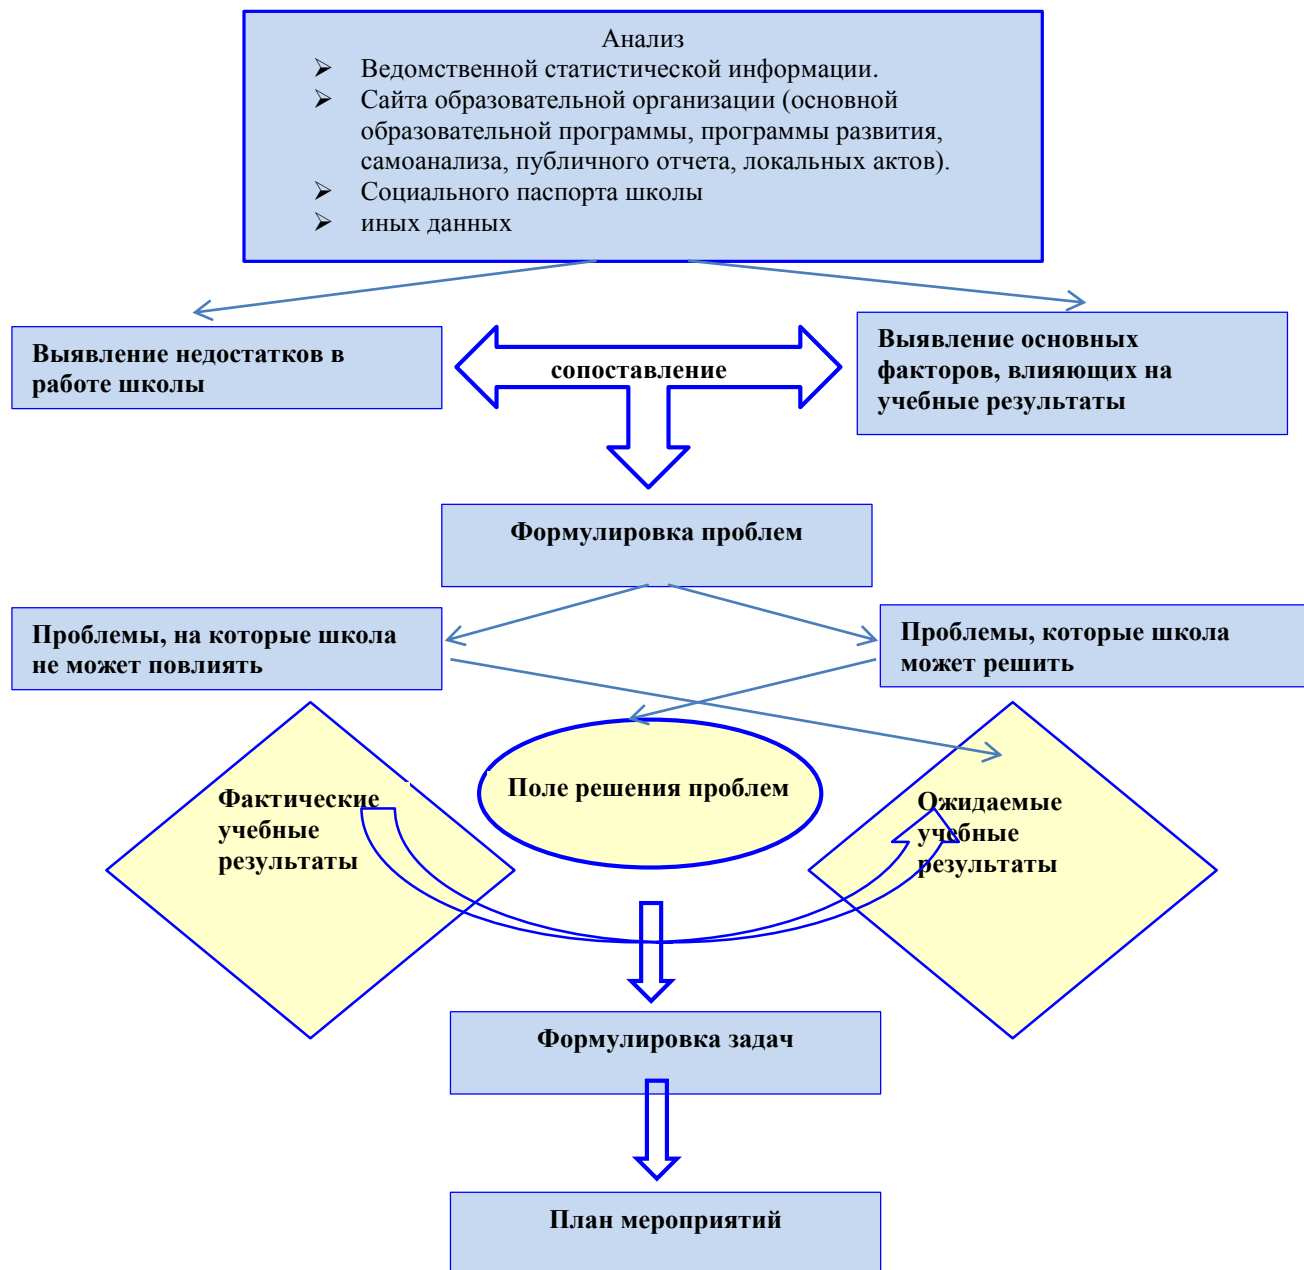 Анализ
Ведомственной статистической информации.
Сайта образовательной организации (основной
образовательной программы, программы развития,
самоанализа, публичного отчета, локальных актов).
Социального паспорта школы
иных данных
Выявление недостатков в
работе школы
сопоставление
Выявление основных
факторов, влияющих на
учебные результаты
Формулировка проблем
Проблемы, на которые школа
не может повлиять
Проблемы, которые школа
может решить
Фактические
учебные
результаты
Поле решения проблем
Ожидаемые
учебные
результаты
Формулировка задач
План мероприятий